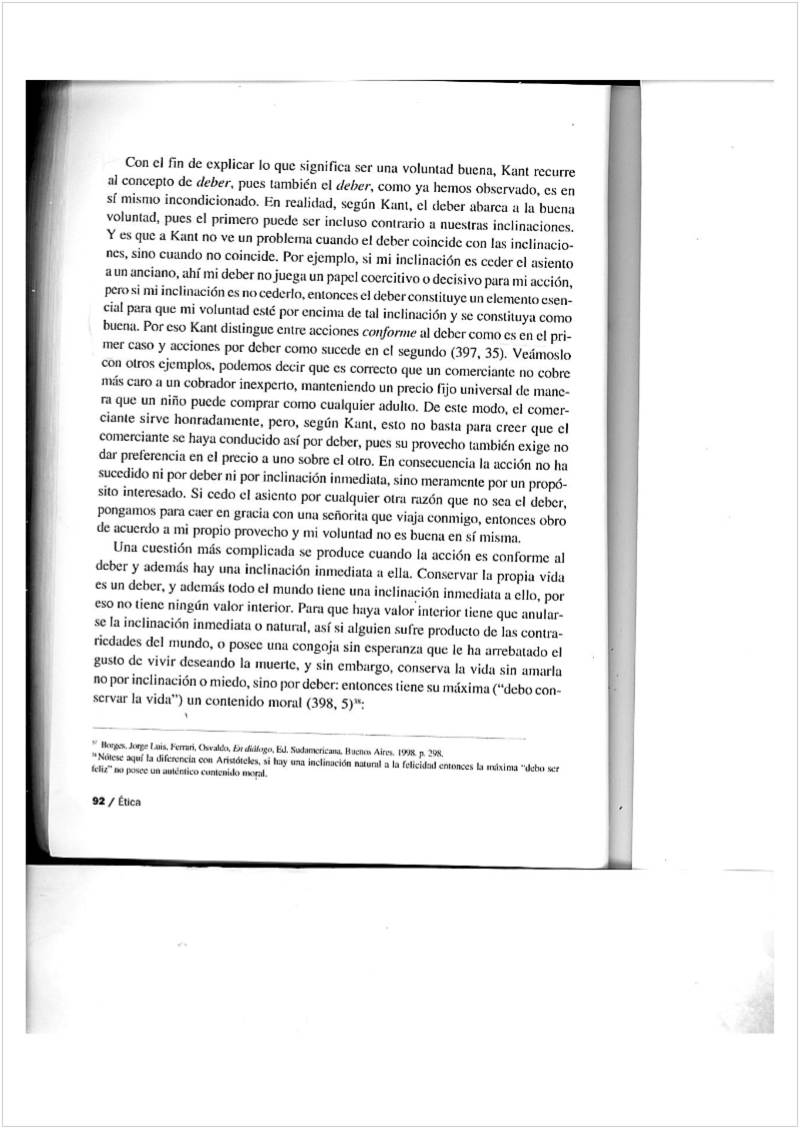 Con el fin de explicar lo que significa ser una voluntad buena, Kant recurre
al concepto de deber, pues también el deber, como ya hemos observado, es en
sí mismo incondicionado. En realidad, según Kant, el deber abarca a la buena
voluntad, pues el primero puede ser incluso contrario a nuestras inclinaciones.
Y es que a Kant no ve un problema cuando el deber coincide con las inclinacio-
nes, sino cuando no coincide. Por ejemplo, si mi inclinación es ceder el asiento
a un anciano, ahí mi deber no juega un papel coercitivo o decisivo para mi acción,
pero si mi inclinación es no cederlo, entonces el deber constituye un elemento esen-
cial para que mi voluntad esté por encima de tal inclinación y se constituya como
buena. Por eso Kant distingue entre acciones conforme al deber como es en el pri-
mer caso y acciones por deber como sucede en el segundo (397, 35). Veámoslo
con otros ejemplos, podemos decir que es correcto que un comerciante no cobre
más caro a un cobrador inexperto, manteniendo un precio fijo universal de mane-
ra que un niño puede comprar como cualquier adulto. De este modo, el comer-
ciante sirve honradamente, pero, según Kant, esto no basta para creer que el
comerciante se haya conducido así por deber, pues su provecho también exige no
dar preferencia en el precio a uno sobre el otro. En consecuencia la acción no ha
sucedido ni por deber ni por inclinación inmediata, sino meramente por un propó-
sito interesado. Si cedo el asiento por cualquier otra razón que no sea el deber,
pongamos para caer en gracia con una señorita que viaja conmigo, entonces obro
de acuerdo a mi propio provecho y mi voluntad no es buena en sí misma.
Una cuestión más complicada se produce cuando la acción es conforme al
deber y además hay una inclinación inmediata a ella. Conservar la propia vida
es un deber, y además todo el mundo tiene una inclinación inmediata a ello, por
eso no tiene ningún valor interior. Para que haya valor interior tiene que anular-
se la inclinación inmediata o natural, así si alguien sufre producto de las contra-
riedades del mundo, o posee una congoja sin esperanza que le ha arrebatado el
gusto de vivir deseando la muerte, y sin embargo, conserva la vida sin amarla
no por inclinación o miedo, sino por deber: entonces tiene su máxima (“debo con-
servar la vida”) un contenido moral (398, 5)³⁸:
³⁷ Borges, Jorge Luis, Ferrari, Osvaldo, En diálogo, Ed. Sudamericana, Buenos Aires, 1998, p. 298.
³⁸ Nótese aquí la diferencia con Aristóteles, si hay una inclinación natural a la felicidad entonces la máxima “debo ser
feliz” no posee un auténtico contenido moral.
92 / Ética